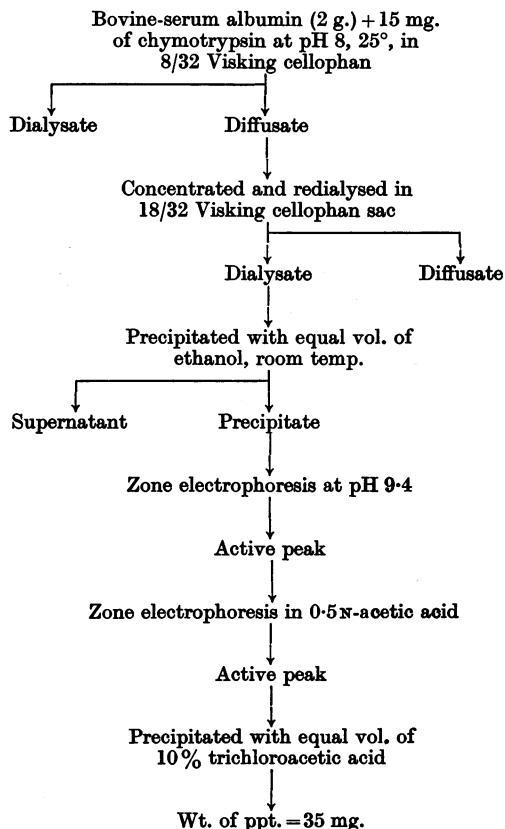 Bovine-serum albumin (2 g.) + 15 mg.
of chymotrypsin at pH 8, 25°, in
8/32 Visking cellophan
Dialysate Diffusate
Concentrated and redialysed in
18/32 Visking cellophan sac
Dialysate Diffusate
Precipitated with equal vol. of
ethanol, room temp.
Supernatant Precipitate
Zone electrophoresis at pH 9·4
Active peak
Zone electrophoresis in 0·5 N-acetic acid
Active peak
Precipitated with equal vol. of
10% trichloroacetic acid
Wt. of ppt. = 35 mg.